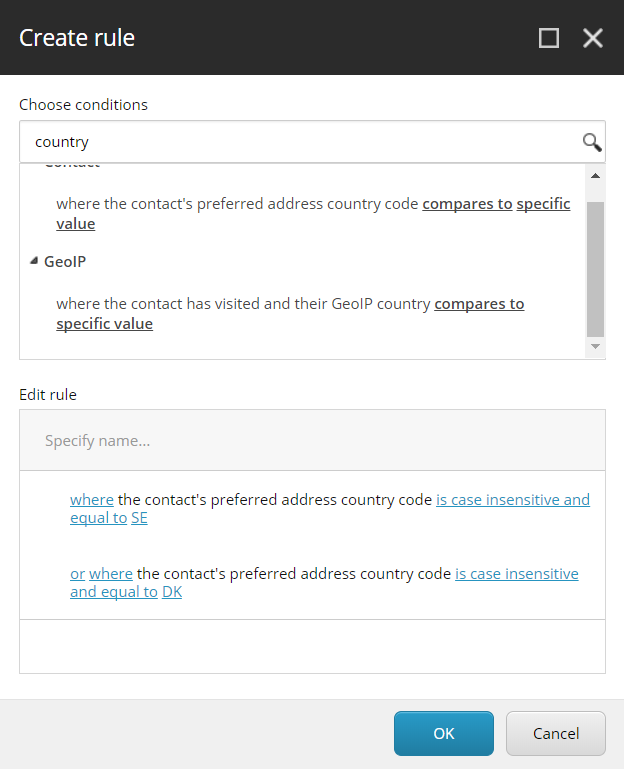 Create rule
Choose conditions
country
Contact
where the contact's preferred address country code compares to specific
value
GeoIP
where the contact has visited and their GeoIP country compares to
specific value
Edit rule
Specify name...
where the contact's preferred address country code is case insensitive and
equal to SE
or where the contact's preferred address country code is case insensitive
and equal to DK
OK
Cancel